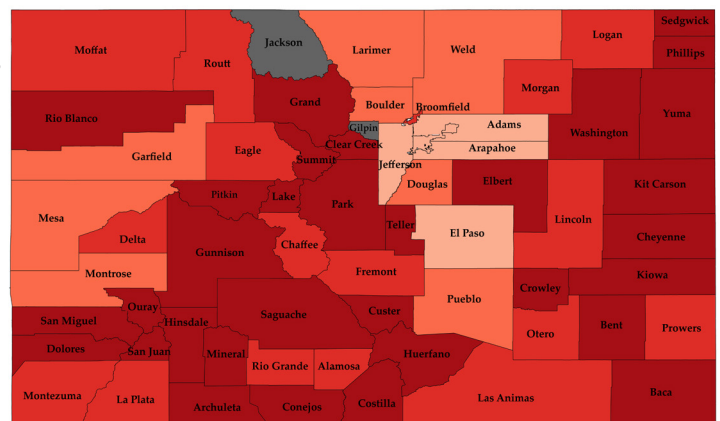 Moffat
Routt
Jackson
Larimer
Weld
Logan
Sedgwick
Phillips
Rio Blanco
Grand
Boulder
Broomfield
Morgan
Washington
Yuma
Garfield
Eagle
Summit
Gilpin
Clear Creek
Jefferson
Adams
Arapahoe
Mesa
Delta
Pitkin
Lake
Park
Douglas
Elbert
Lincoln
Kit Carson
Montrose
Gunnison
Chaffee
Teller
El Paso
Cheyenne
Ouray
Fremont
Pueblo
Crowley
Kiowa
San Miguel
Hinsdale
Saguache
Custer
Otero
Bent
Prowers
Dolores
San Juan
Mineral
Rio Grande
Alamosa
Huerfano
Montezuma
La Plata
Archuleta
Conejos
Costilla
Las Animas
Baca